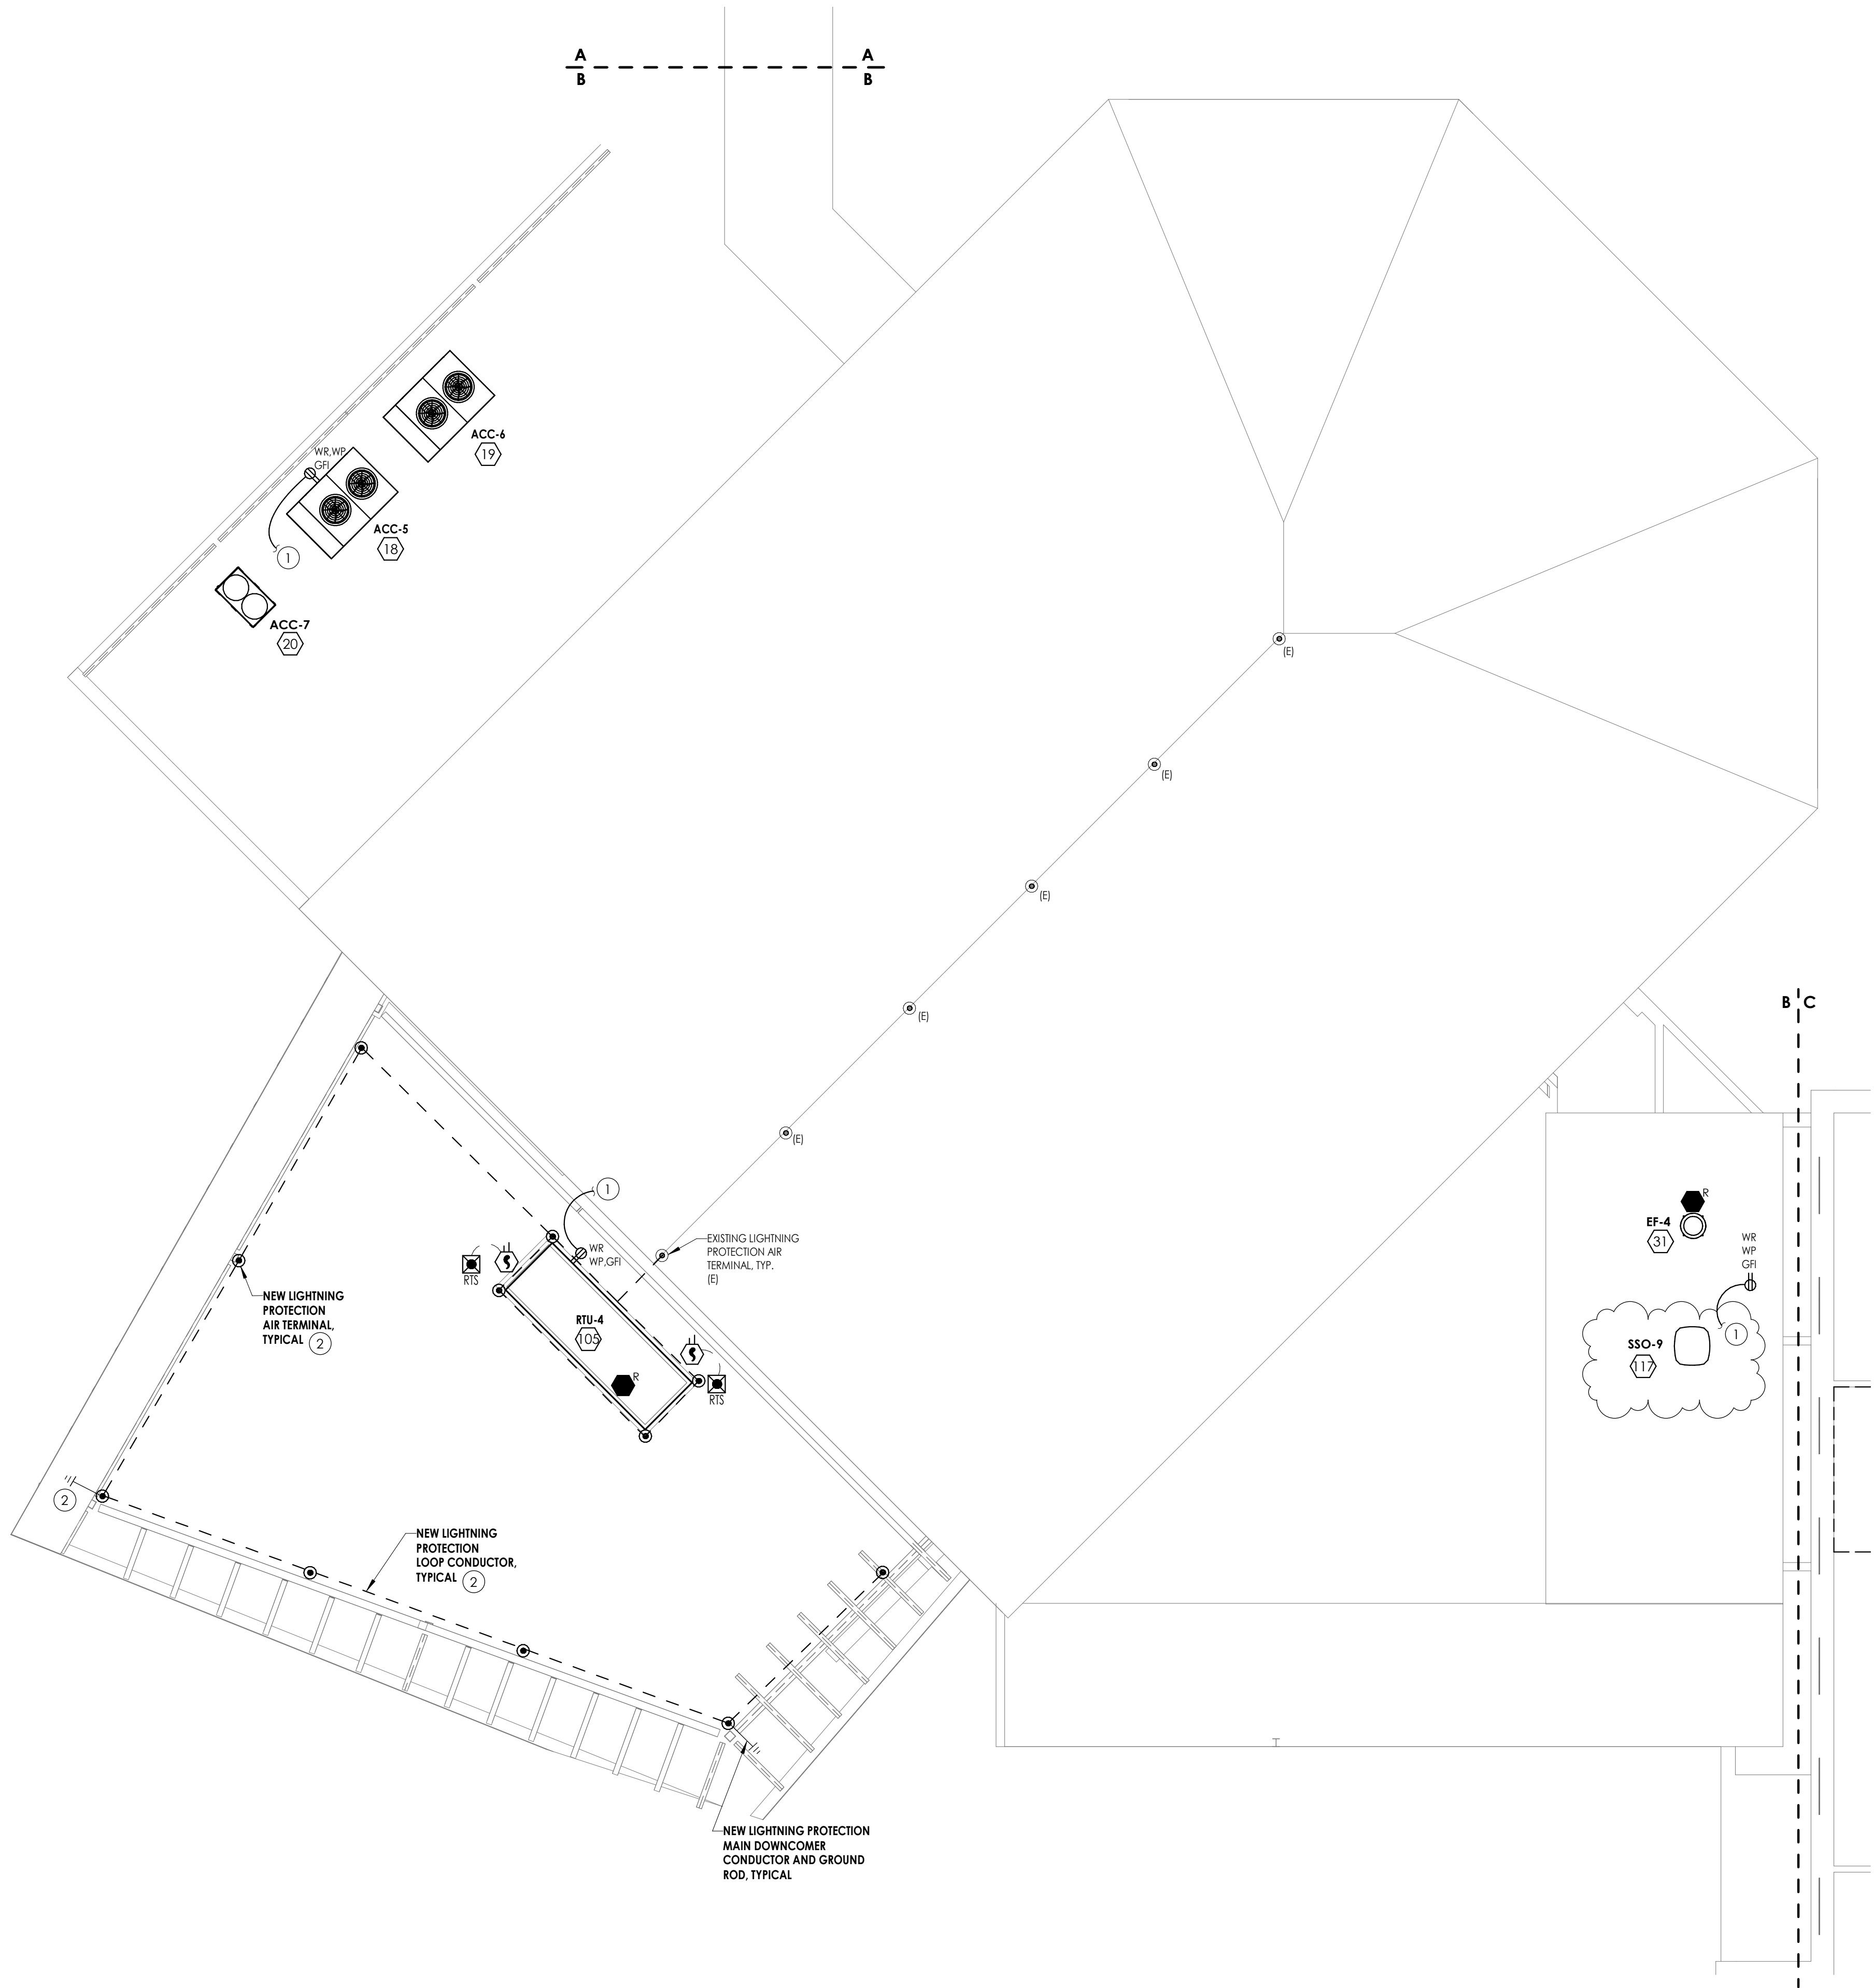 A
A
B
B
ACC-6
19
WR,WP
GFI
ACC-5
18
1
ACC-7
20
(E)
(E)
(E)
(E)
(E)
B
C
1
WR
WP,GFI
EXISTING LIGHTNING
PROTECTION AIR
TERMINAL, TYP.
(E)
RTS
NEW LIGHTNING
PROTECTION
AIR TERMINAL,
TYPICAL 2
RTU-4
105
R
RTS
R
EF-4
31
WR
WP
GFI
SSO-9
117
1
2
NEW LIGHTNING
PROTECTION
LOOP CONDUCTOR,
TYPICAL 2
NEW LIGHTNING PROTECTION
MAIN DOWNCOMER
CONDUCTOR AND GROUND
ROD, TYPICAL